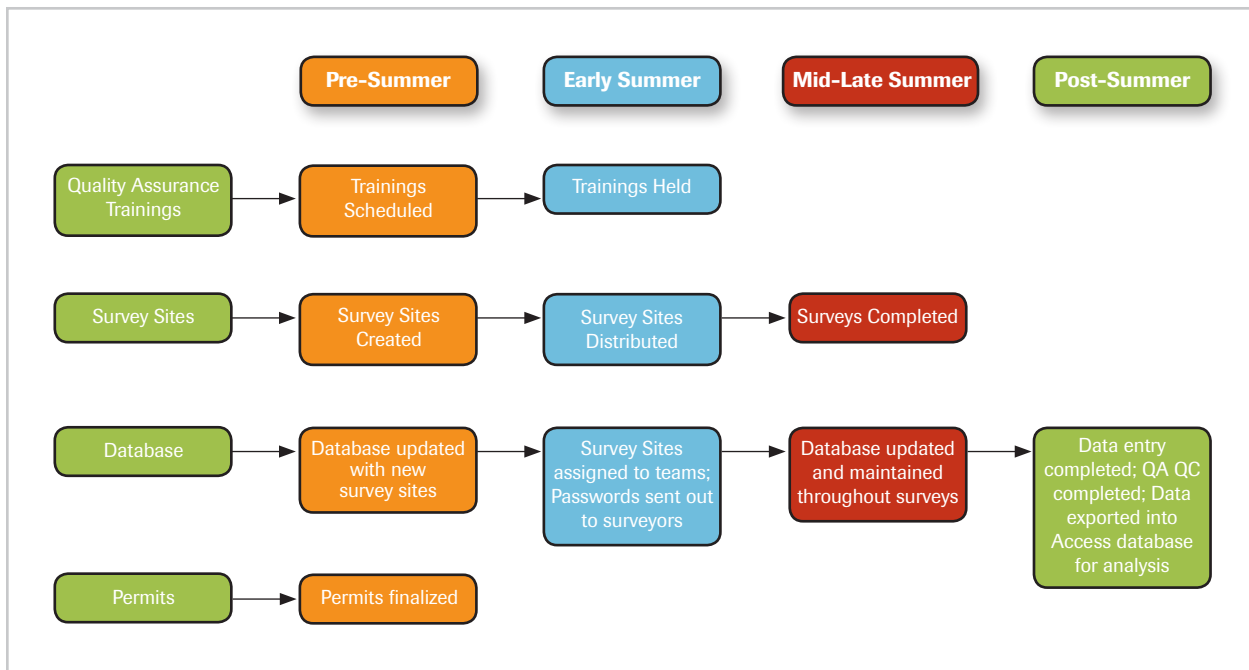 Pre-Summer
Early Summer
Mid-Late Summer
Post-Summer
Quality Assurance
Trainings
Trainings
Scheduled
Trainings Held
Survey Sites
Survey Sites
Created
Survey Sites
Distributed
Surveys Completed
Database
Database updated
with new
survey sites
Survey Sites
assigned to teams;
Passwords sent out
to surveyors
Database updated
and maintained
throughout surveys
Data entry
completed; QA QC
completed; Data
exported into
Access database
for analysis
Permits
Permits finalized